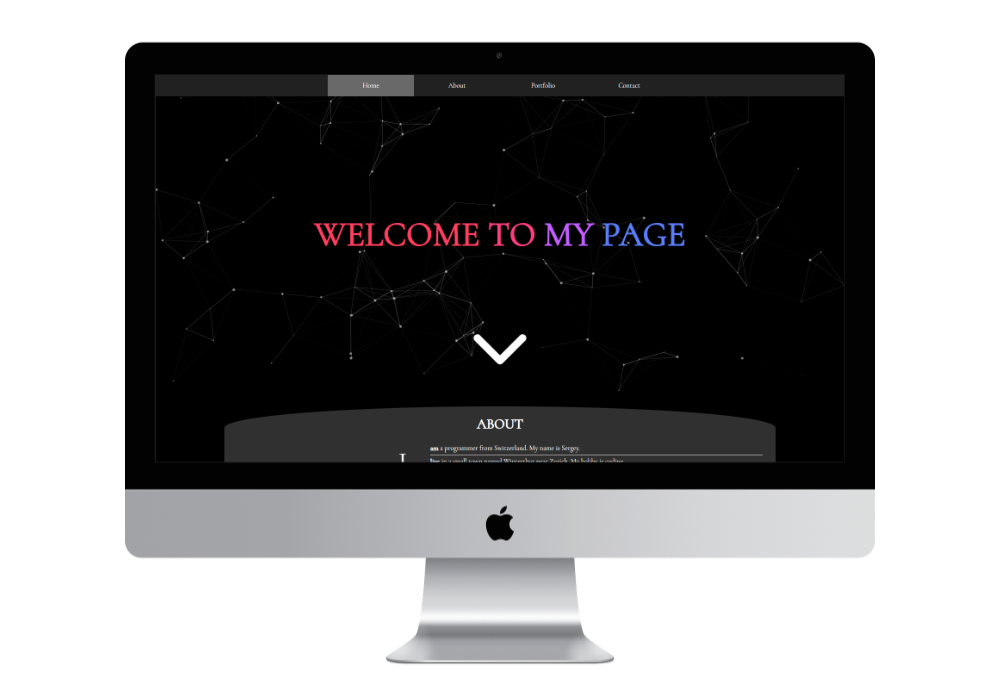 Home About Portfolio Contact
WELCOME TO MY PAGE
ABOUT
I am a programmer from Switzerland. My name is Sergey.
live in a small town named Winterthur near Zurich. My hobby is coding.